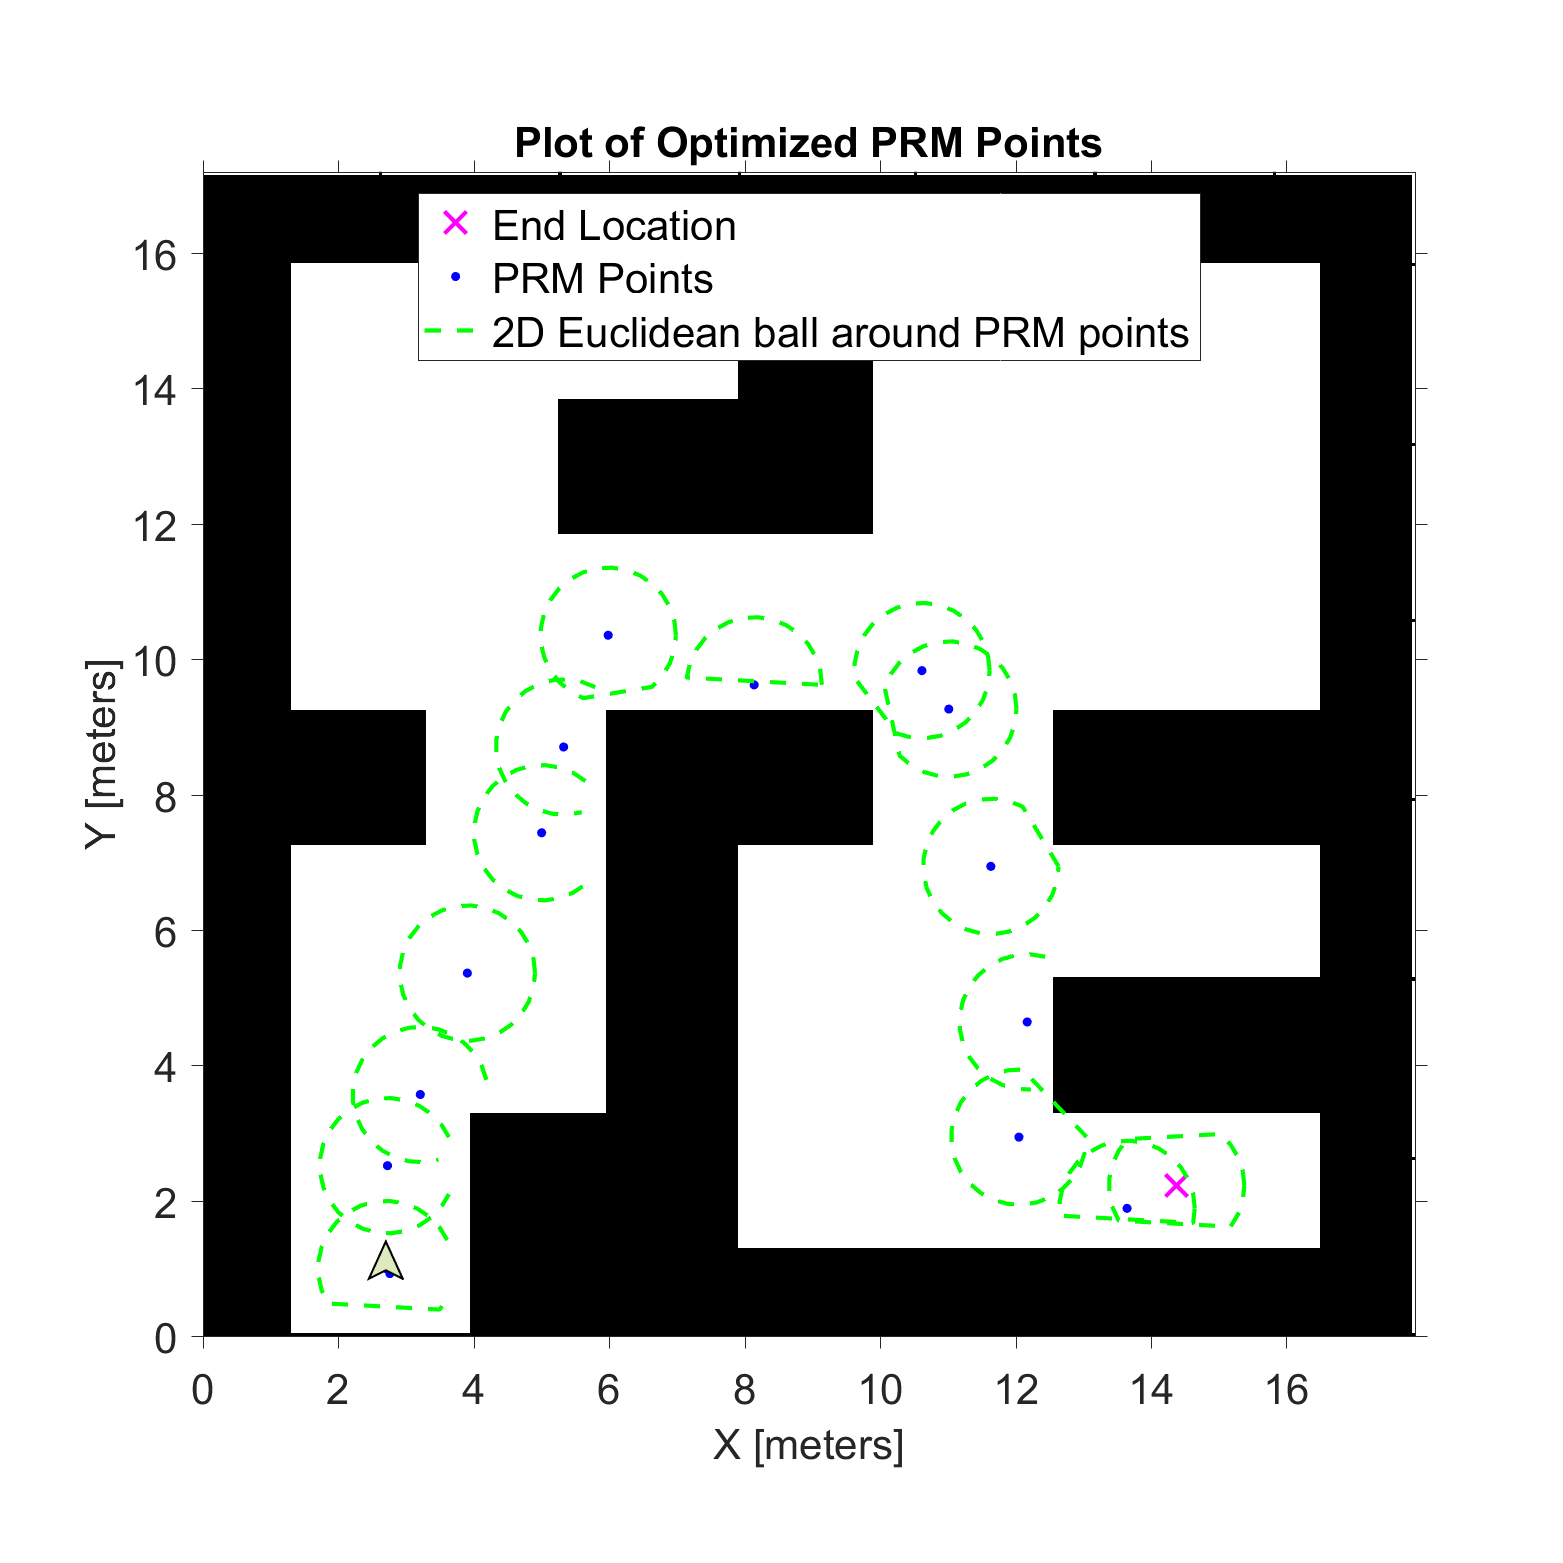 Plot of Optimized PRM Points
End Location
PRM Points
2D Euclidean ball around PRM points
16
14
12
10
8
6
4
2
0
Y [meters]
0 2 4 6 8 10 12 14 16
X [meters]